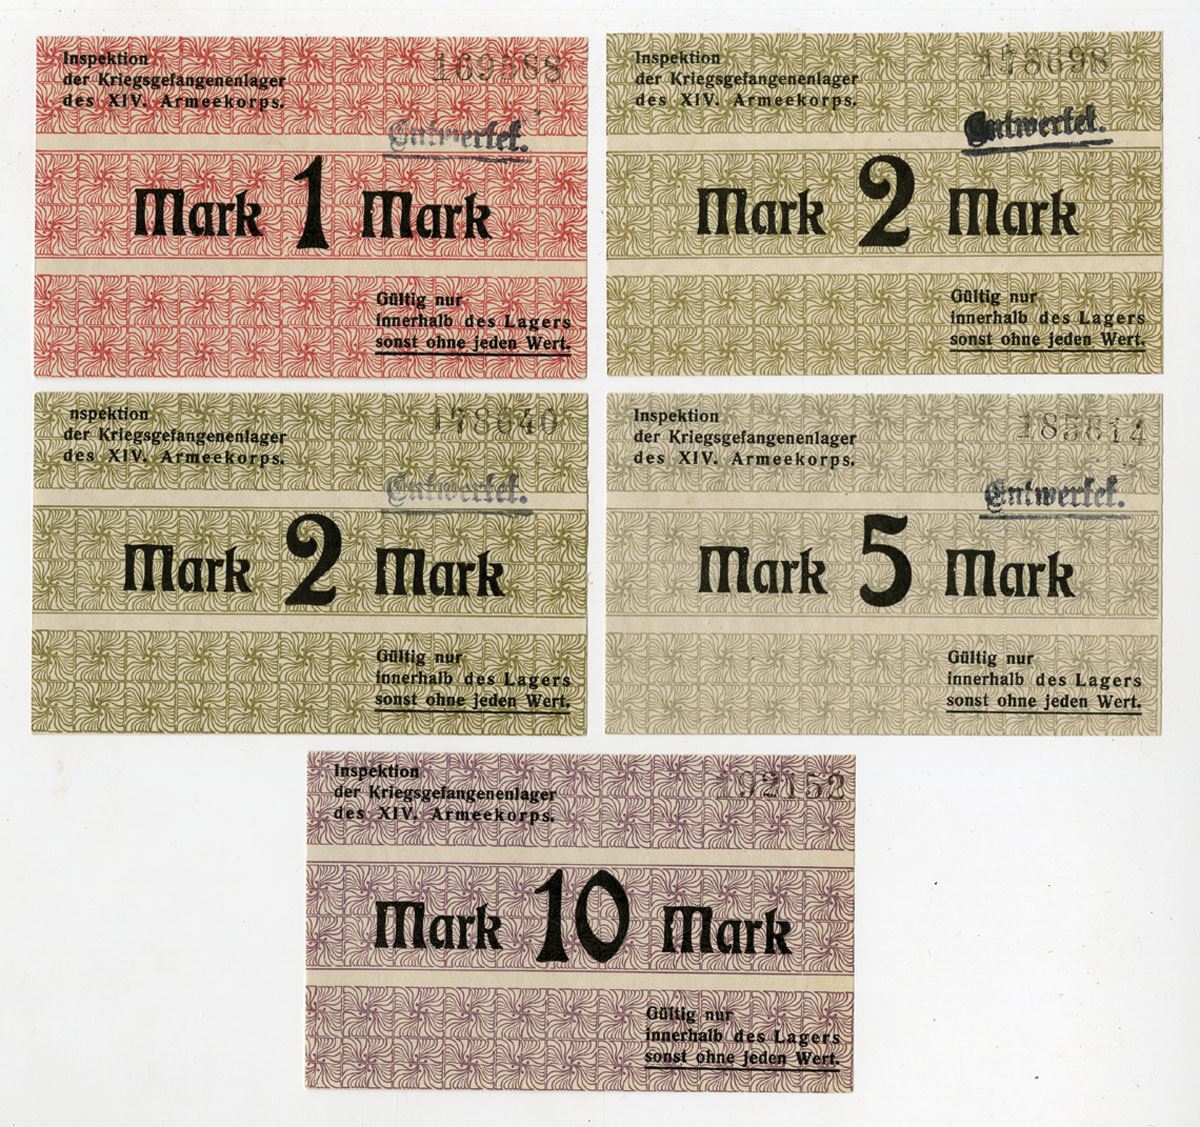 Inspektion
der Kriegsgefangenenlager
des XIV. Armeekorps.
169588
Entwertet.
Mark 1 Mark
Gültig nur
innerhalb des Lagers
sonst ohne jeden Wert.
Inspektion
der Kriegsgefangenenlager
des XIV. Armeekorps.
178698
Entwertet.
Mark 2 Mark
Gültig nur
innerhalb des Lagers
sonst ohne jeden Wert.
nspektion
der Kriegsgefangenenlager
des XIV. Armeekorps.
178640
Entwertet.
Mark 2 Mark
Gültig nur
innerhalb des Lagers
sonst ohne jeden Wert.
Inspektion
der Kriegsgefangenenlager
des XIV. Armeekorps.
Entwertet.
Mark 5 Mark
Gültig nur
innerhalb des Lagers
sonst ohne jeden Wert.
Inspektion
der Kriegsgefangenenlager
des XIV. Armeekorps.
192152
Mark 10 Mark
Gültig nur
innerhalb des Lagers
sonst ohne jeden Wert.